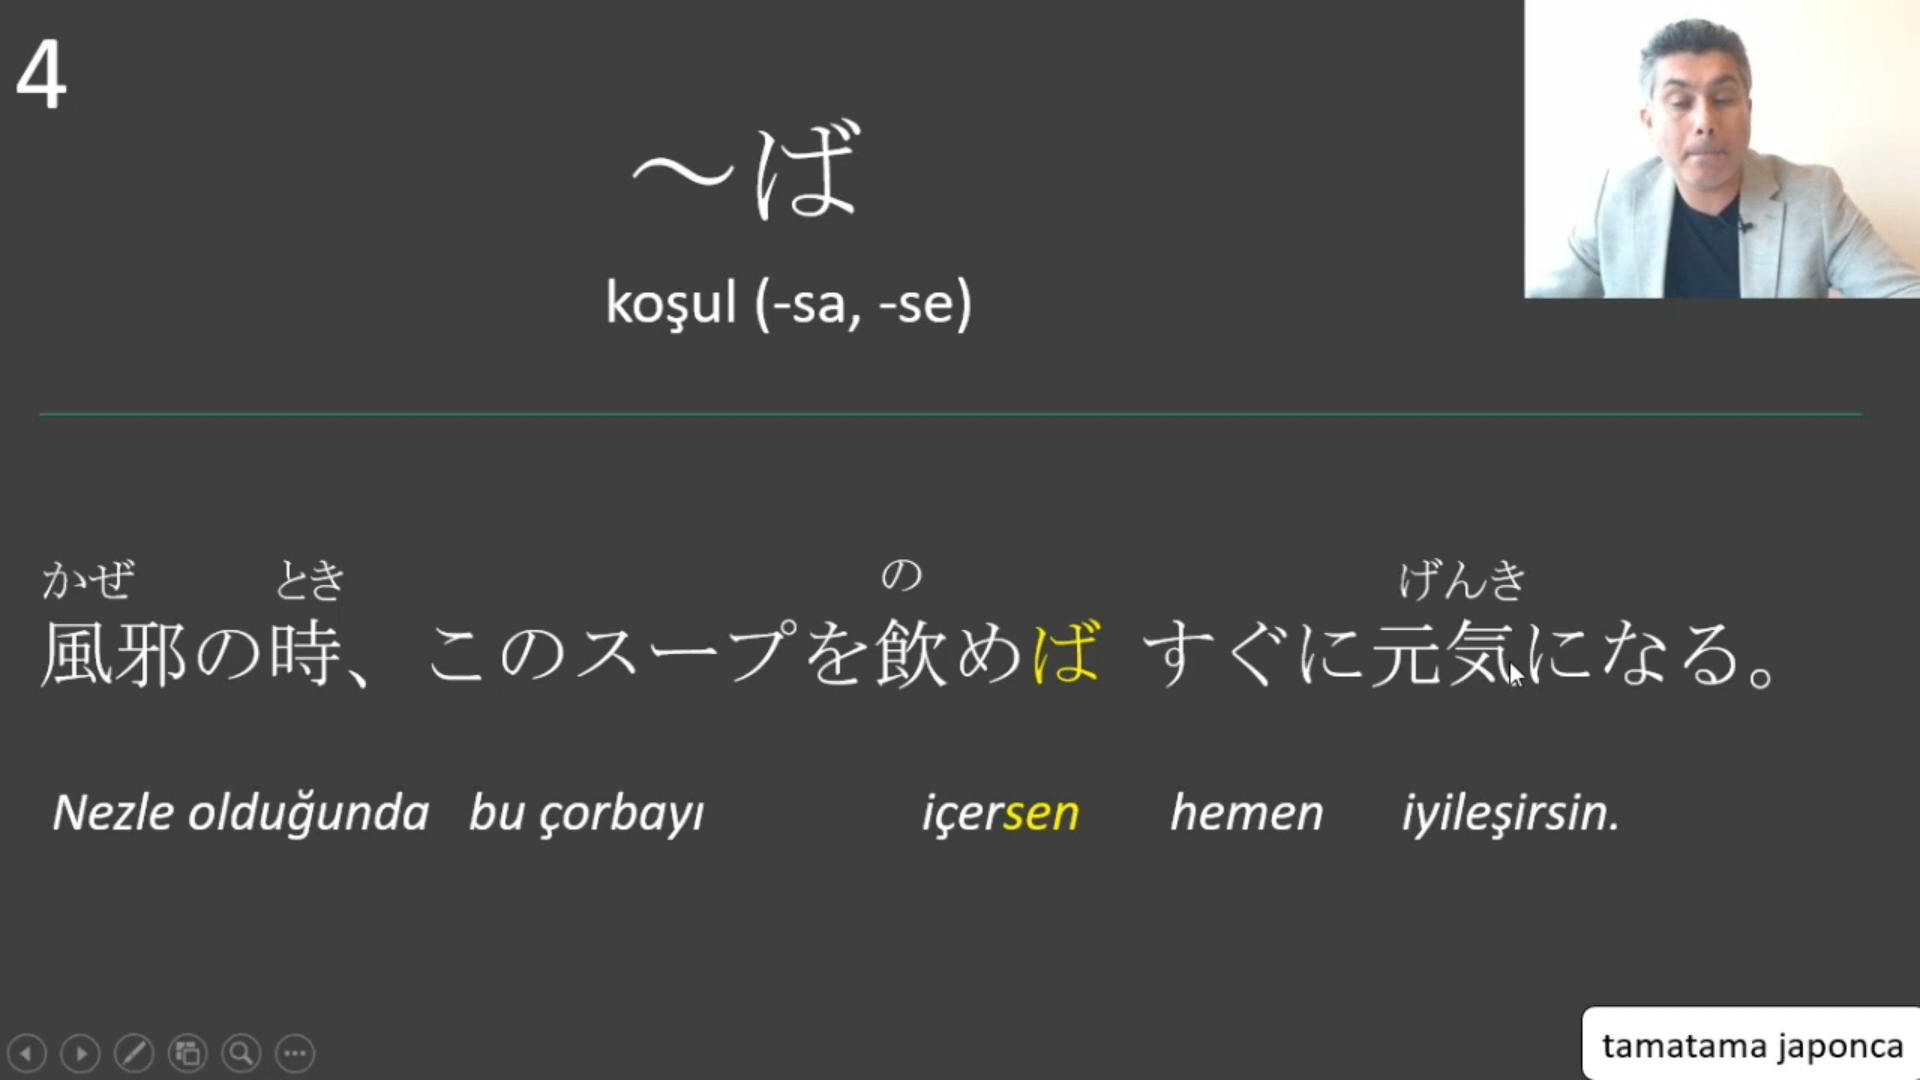 4
～ば
koşul (-sa, -se)
かぜ とき の げんき
風邪の時、このスープを飲めば すぐに元気になる。
Nezle olduğunda bu çorbayı içersen hemen iyileşirsin.
tamatama japonca